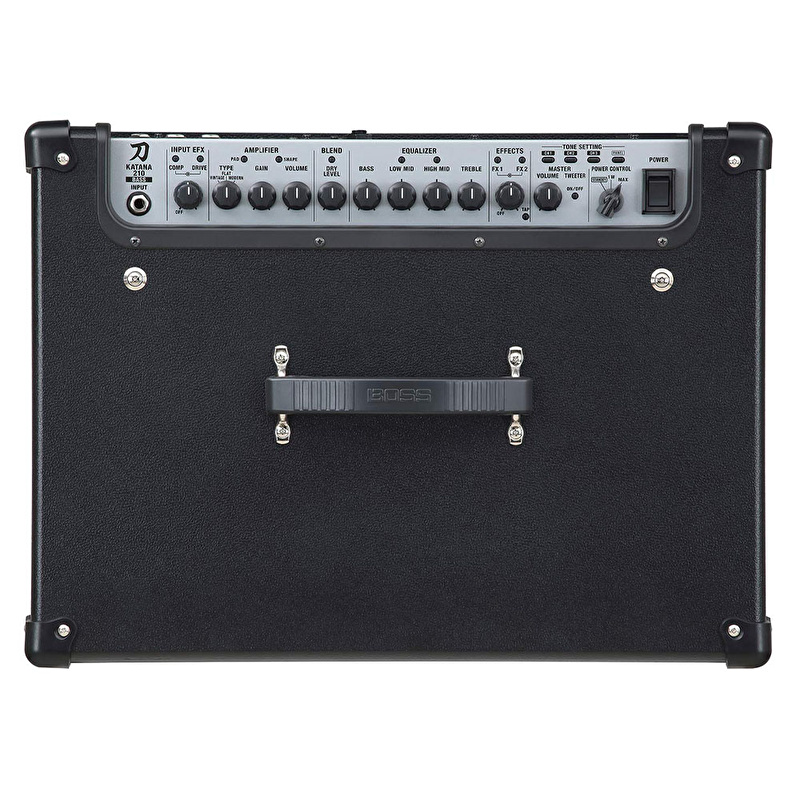 刀
KATANA
210
BASS
INPUT
INPUT EFX
COMP DRIVE
OFF
AMPLIFIER
PAD SHAPE
TYPE GAIN VOLUME
FLAT
VINTAGE MODERN
BLEND
DRY
LEVEL
EQUALIZER
BASS LOW MID HIGH MID TREBLE
EFFECTS
FX 1 FX 2
OFF TAP
TONE SETTING
CH1 CH2 CH3 PANEL
MASTER
VOLUME TWEETER
ON/OFF
POWER CONTROL
STANDBY 1W MAX
POWER
BOSS